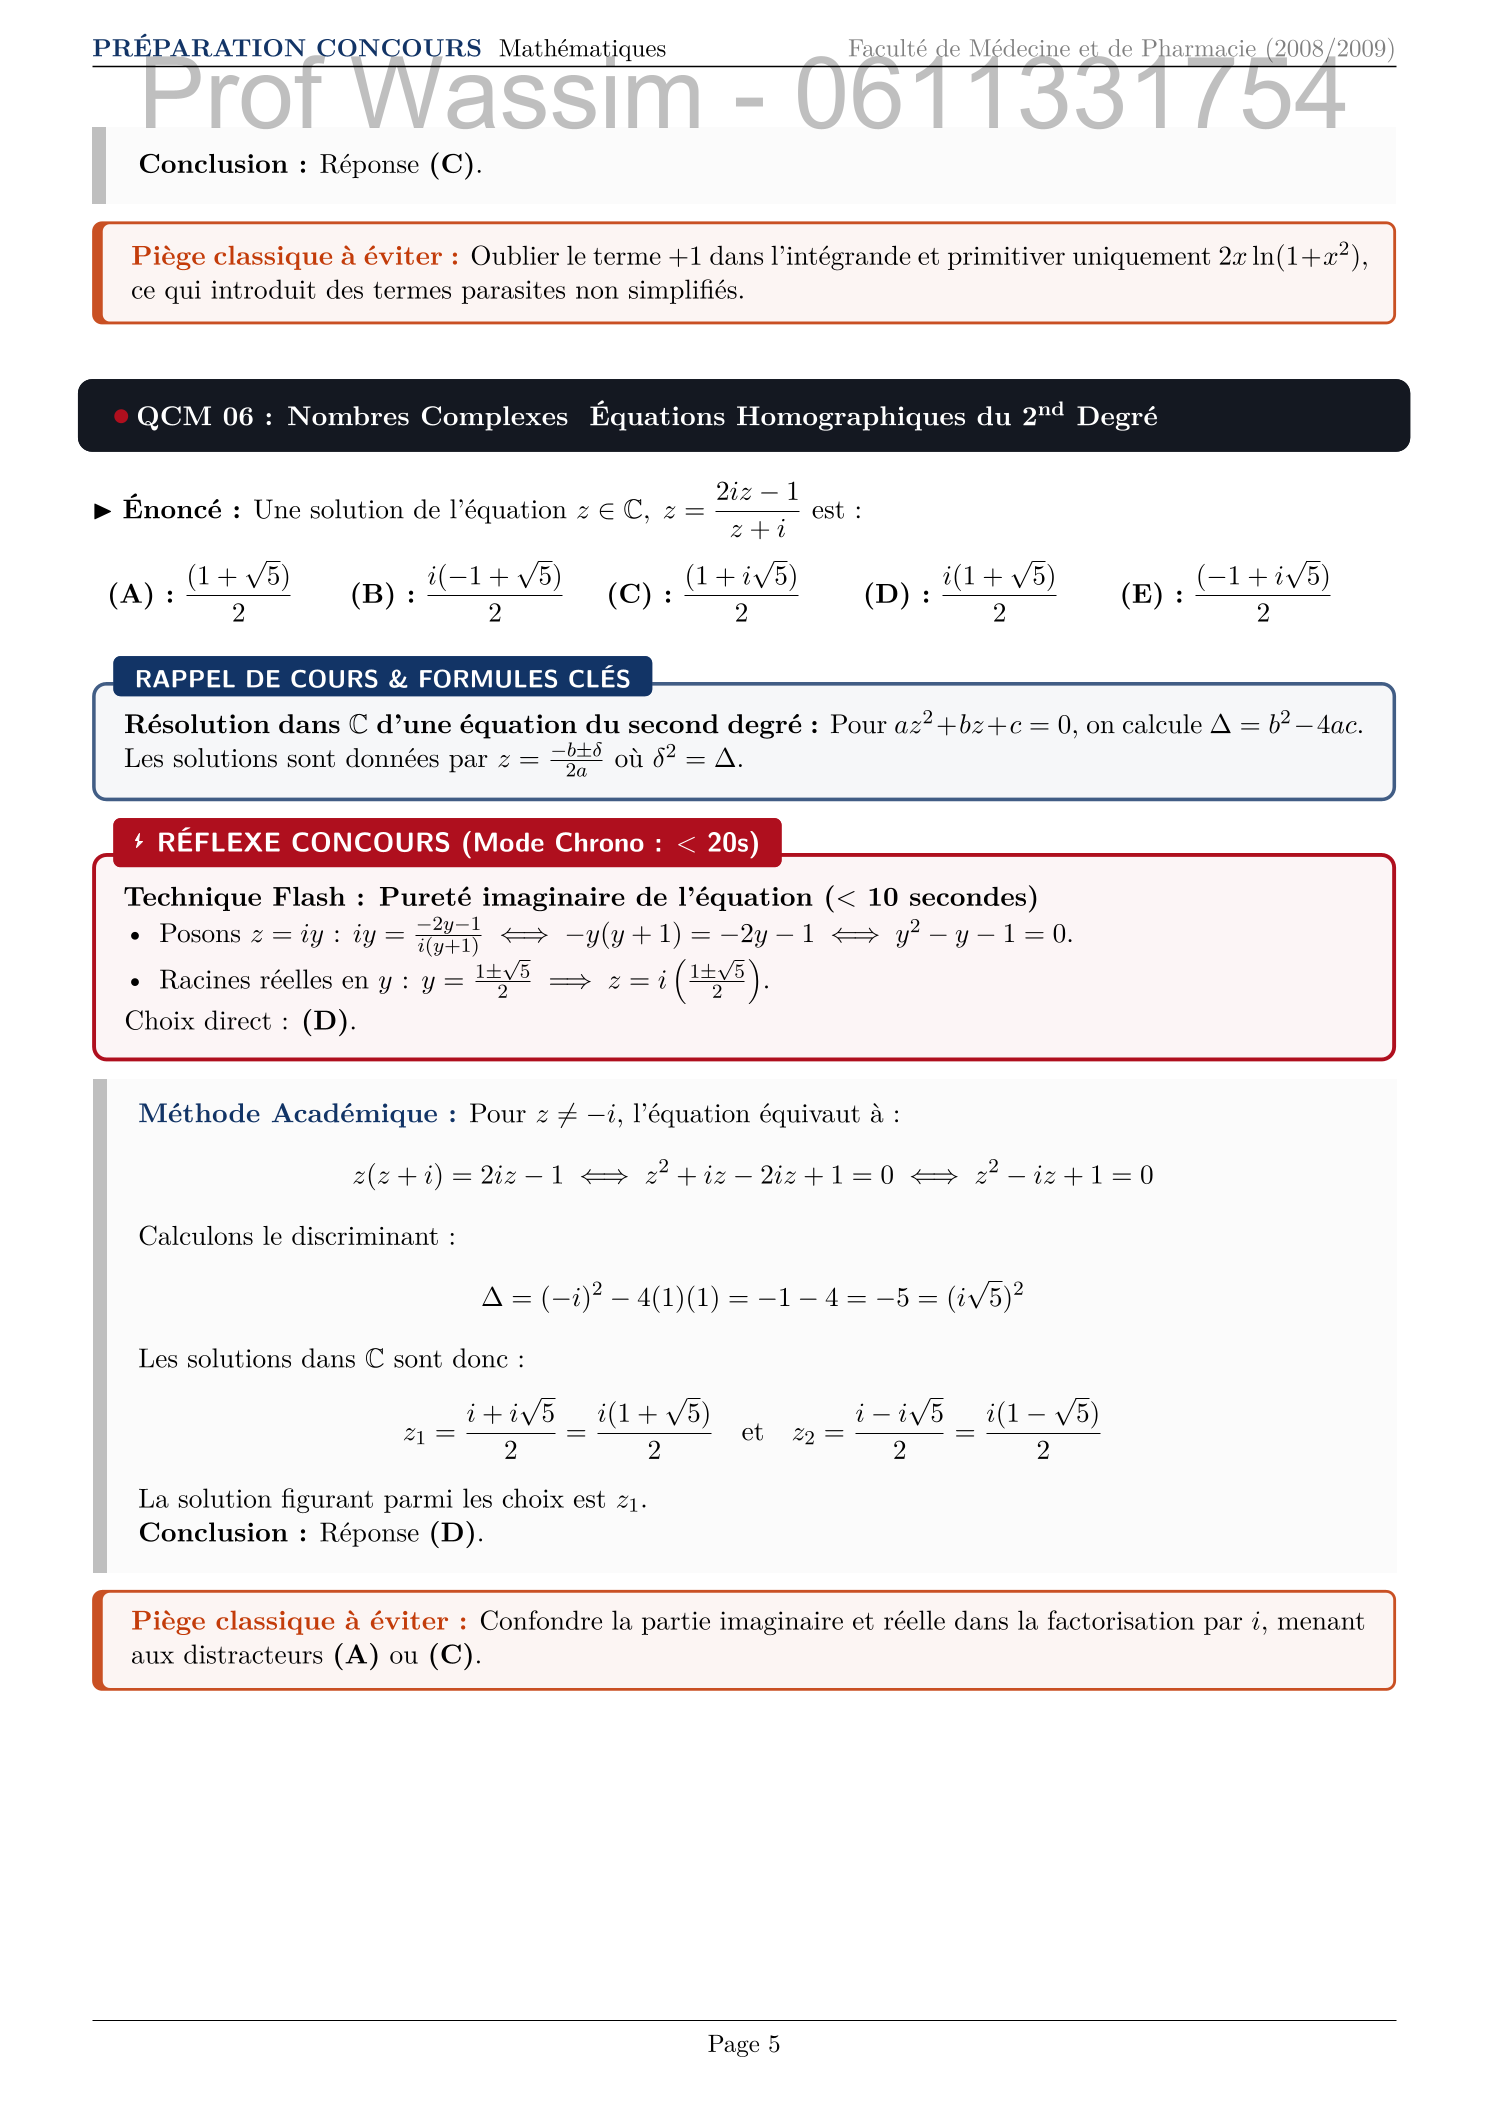 PRÉPARATION CONCOURS Mathématiques Faculté de Médecine et de Pharmacie (2008/2009)
Prof Wassim - 0611331754
Conclusion : Réponse (C).
Piège classique à éviter : Oublier le terme +1 dans l'intégrande et primitiver uniquement 2x ln(1+x²),
ce qui introduit des termes parasites non simplifiés.
● QCM 06 : Nombres Complexes Équations Homographiques du 2ⁿᵈ Degré
▶ Énoncé : Une solution de l'équation z ∈ ℂ, z = (2iz − 1)/(z + i) est :
(A) : (1 + √5)/2 (B) : i(−1 + √5)/2 (C) : (1 + i√5)/2 (D) : i(1 + √5)/2 (E) : (−1 + i√5)/2
RAPPEL DE COURS & FORMULES CLÉS
Résolution dans ℂ d'une équation du second degré : Pour az²+bz+c = 0, on calcule Δ = b²−4ac.
Les solutions sont données par z = (−b±δ)/2a où δ² = Δ.
RÉFLEXE CONCOURS (Mode Chrono : < 20s)
Technique Flash : Pureté imaginaire de l'équation (< 10 secondes)
• Posons z = iy : iy = (−2y−1)/(i(y+1)) ⟺ −y(y + 1) = −2y − 1 ⟺ y² − y − 1 = 0.
• Racines réelles en y : y = (1±√5)/2 ⟹ z = i((1±√5)/2).
Choix direct : (D).
Méthode Académique : Pour z ≠ −i, l'équation équivaut à :
z(z + i) = 2iz − 1 ⟺ z² + iz − 2iz + 1 = 0 ⟺ z² − iz + 1 = 0
Calculons le discriminant :
Δ = (−i)² − 4(1)(1) = −1 − 4 = −5 = (i√5)²
Les solutions dans ℂ sont donc :
z₁ = (i + i√5)/2 = i(1 + √5)/2 et z₂ = (i − i√5)/2 = i(1 − √5)/2
La solution figurant parmi les choix est z₁.
Conclusion : Réponse (D).
Piège classique à éviter : Confondre la partie imaginaire et réelle dans la factorisation par i, menant
aux distracteurs (A) ou (C).
Page 5